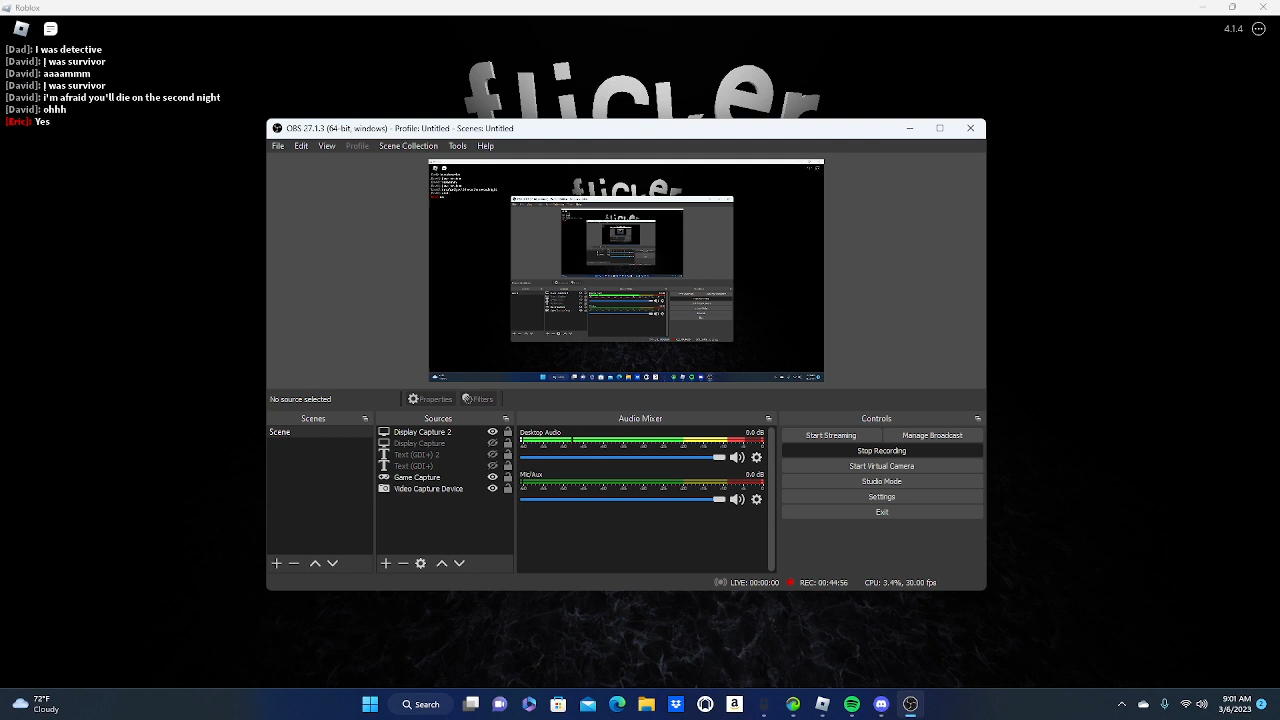 Roblox
4.1.4
[Dad]: I was detective
[David]: I was survivor
[David]: aaaammm
[David]: I was survivor
[David]: i'm afraid you'll die on the second night
[David]: ohhh
[Eric]: Yes
flicker
OBS 27.1.3 (64-bit, windows) - Profile: Untitled - Scenes: Untitled
File Edit View Profile Scene Collection Tools Help
No source selected
Properties
Filters
Scenes
Scene
Sources
Display Capture 2
Display Capture
Text (GDI+) 2
Text (GDI+)
Game Capture
Video Capture Device
Audio Mixer
Desktop Audio 0.0 dB
Mic/Aux 0.0 dB
Controls
Start Streaming
Manage Broadcast
Stop Recording
Start Virtual Camera
Studio Mode
Settings
Exit
LIVE: 00:00:00
REC: 00:44:56
CPU: 3.4%, 30.00 fps
72°F
Cloudy
Search
9:01 AM
3/6/2023
2